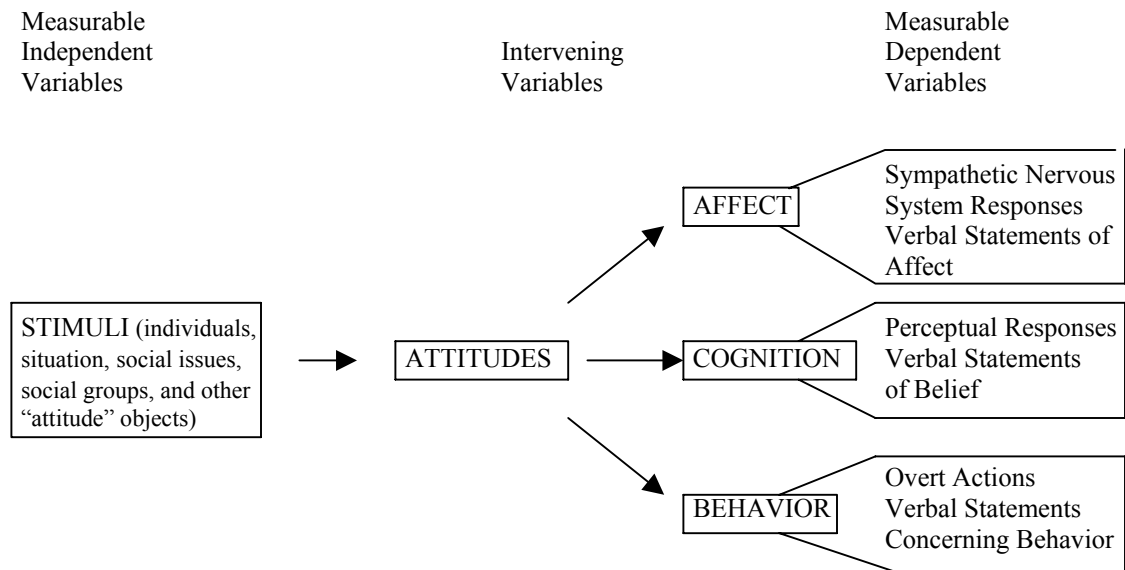 Measurable
Independent
Variables
Intervening
Variables
Measurable
Dependent
Variables
STIMULI (individuals,
situation, social issues,
social groups, and other
“attitude” objects)
ATTITUDES
AFFECT
Sympathetic Nervous
System Responses
Verbal Statements of
Affect
COGNITION
Perceptual Responses
Verbal Statements
of Belief
BEHAVIOR
Overt Actions
Verbal Statements
Concerning Behavior